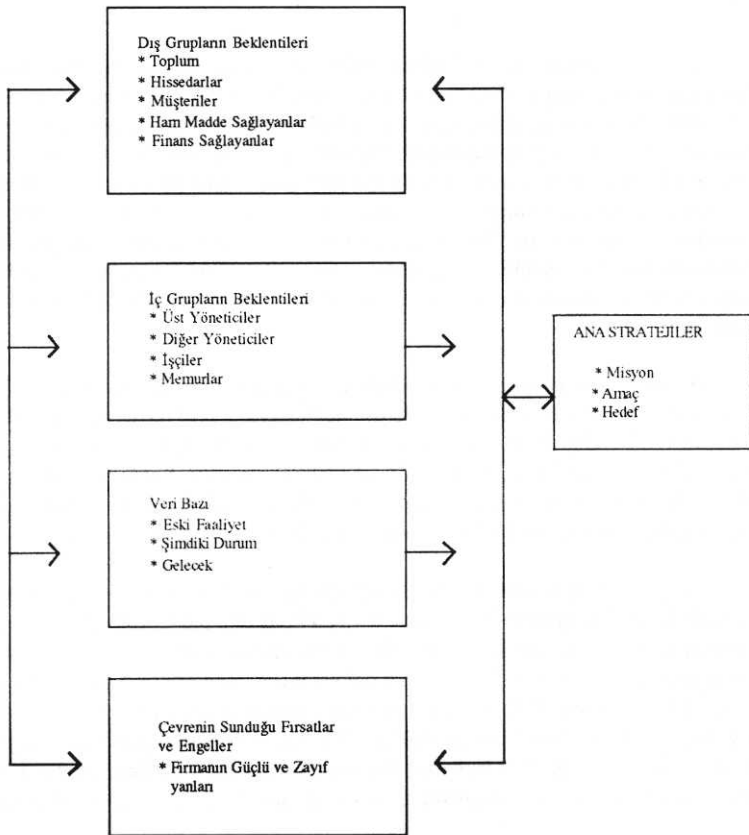 Dış Grupların Beklentileri
* Toplum
* Hissedarlar
* Müşteriler
* Ham Madde Sağlayanlar
* Finans Sağlayanlar
İç Grupların Beklentileri
* Üst Yöneticiler
* Diğer Yöneticiler
* İşçiler
* Memurlar
ANA STRATEJILER
* Misyon
* Amaç
* Hedef
Veri Bazı
* Eski Faaliyet
* Şimdiki Durum
* Gelecek
Çevrenin Sunduğu Fırsatlar
ve Engeller
* Firmanın Güçlü ve Zayıf
yanları